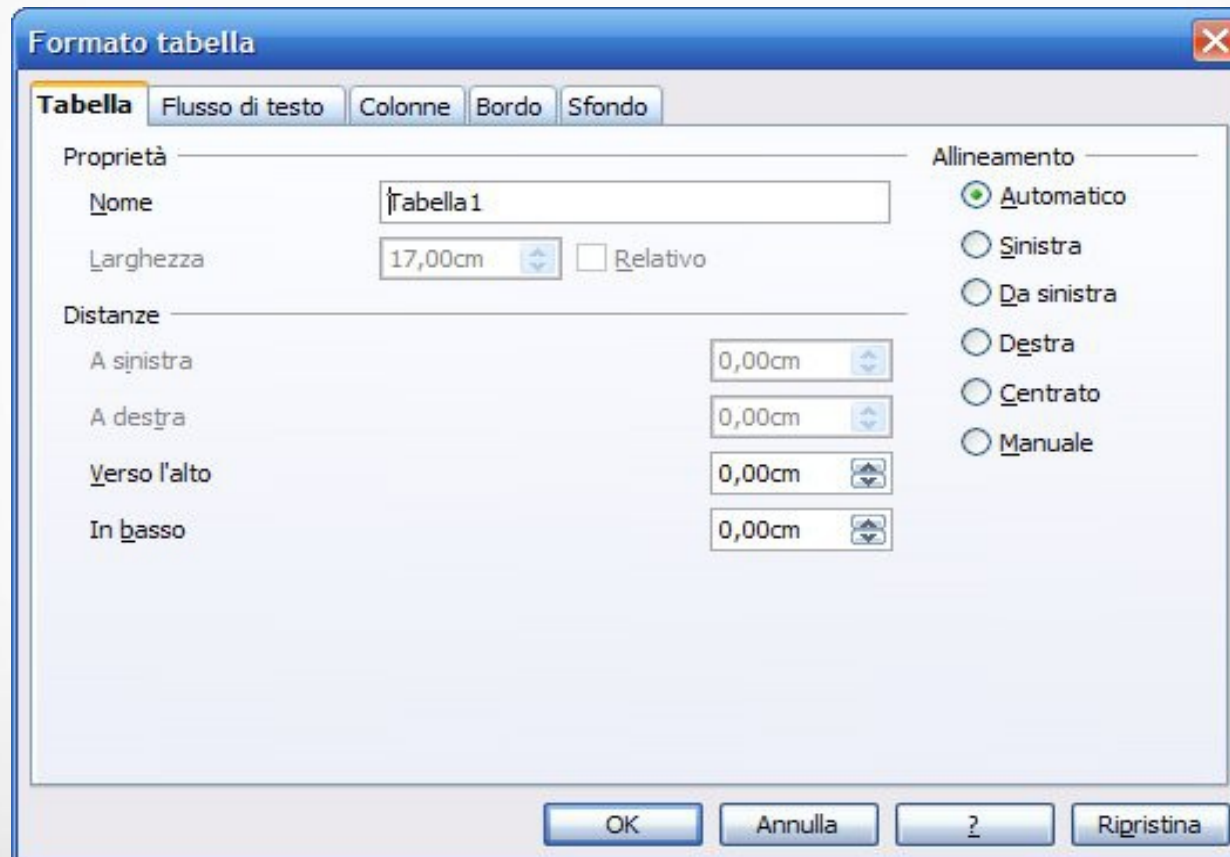 Formato tabella
Tabella Flusso di testo Colonne Bordo Sfondo
Proprietà
Nome Tabella1
Larghezza 17,00cm Relativo
Distanze
A sinistra 0,00cm
A destra 0,00cm
Verso l'alto 0,00cm
In basso 0,00cm
Allineamento
Automatico
Sinistra
Da sinistra
Destra
Centrato
Manuale
OK Annulla ? Ripristina